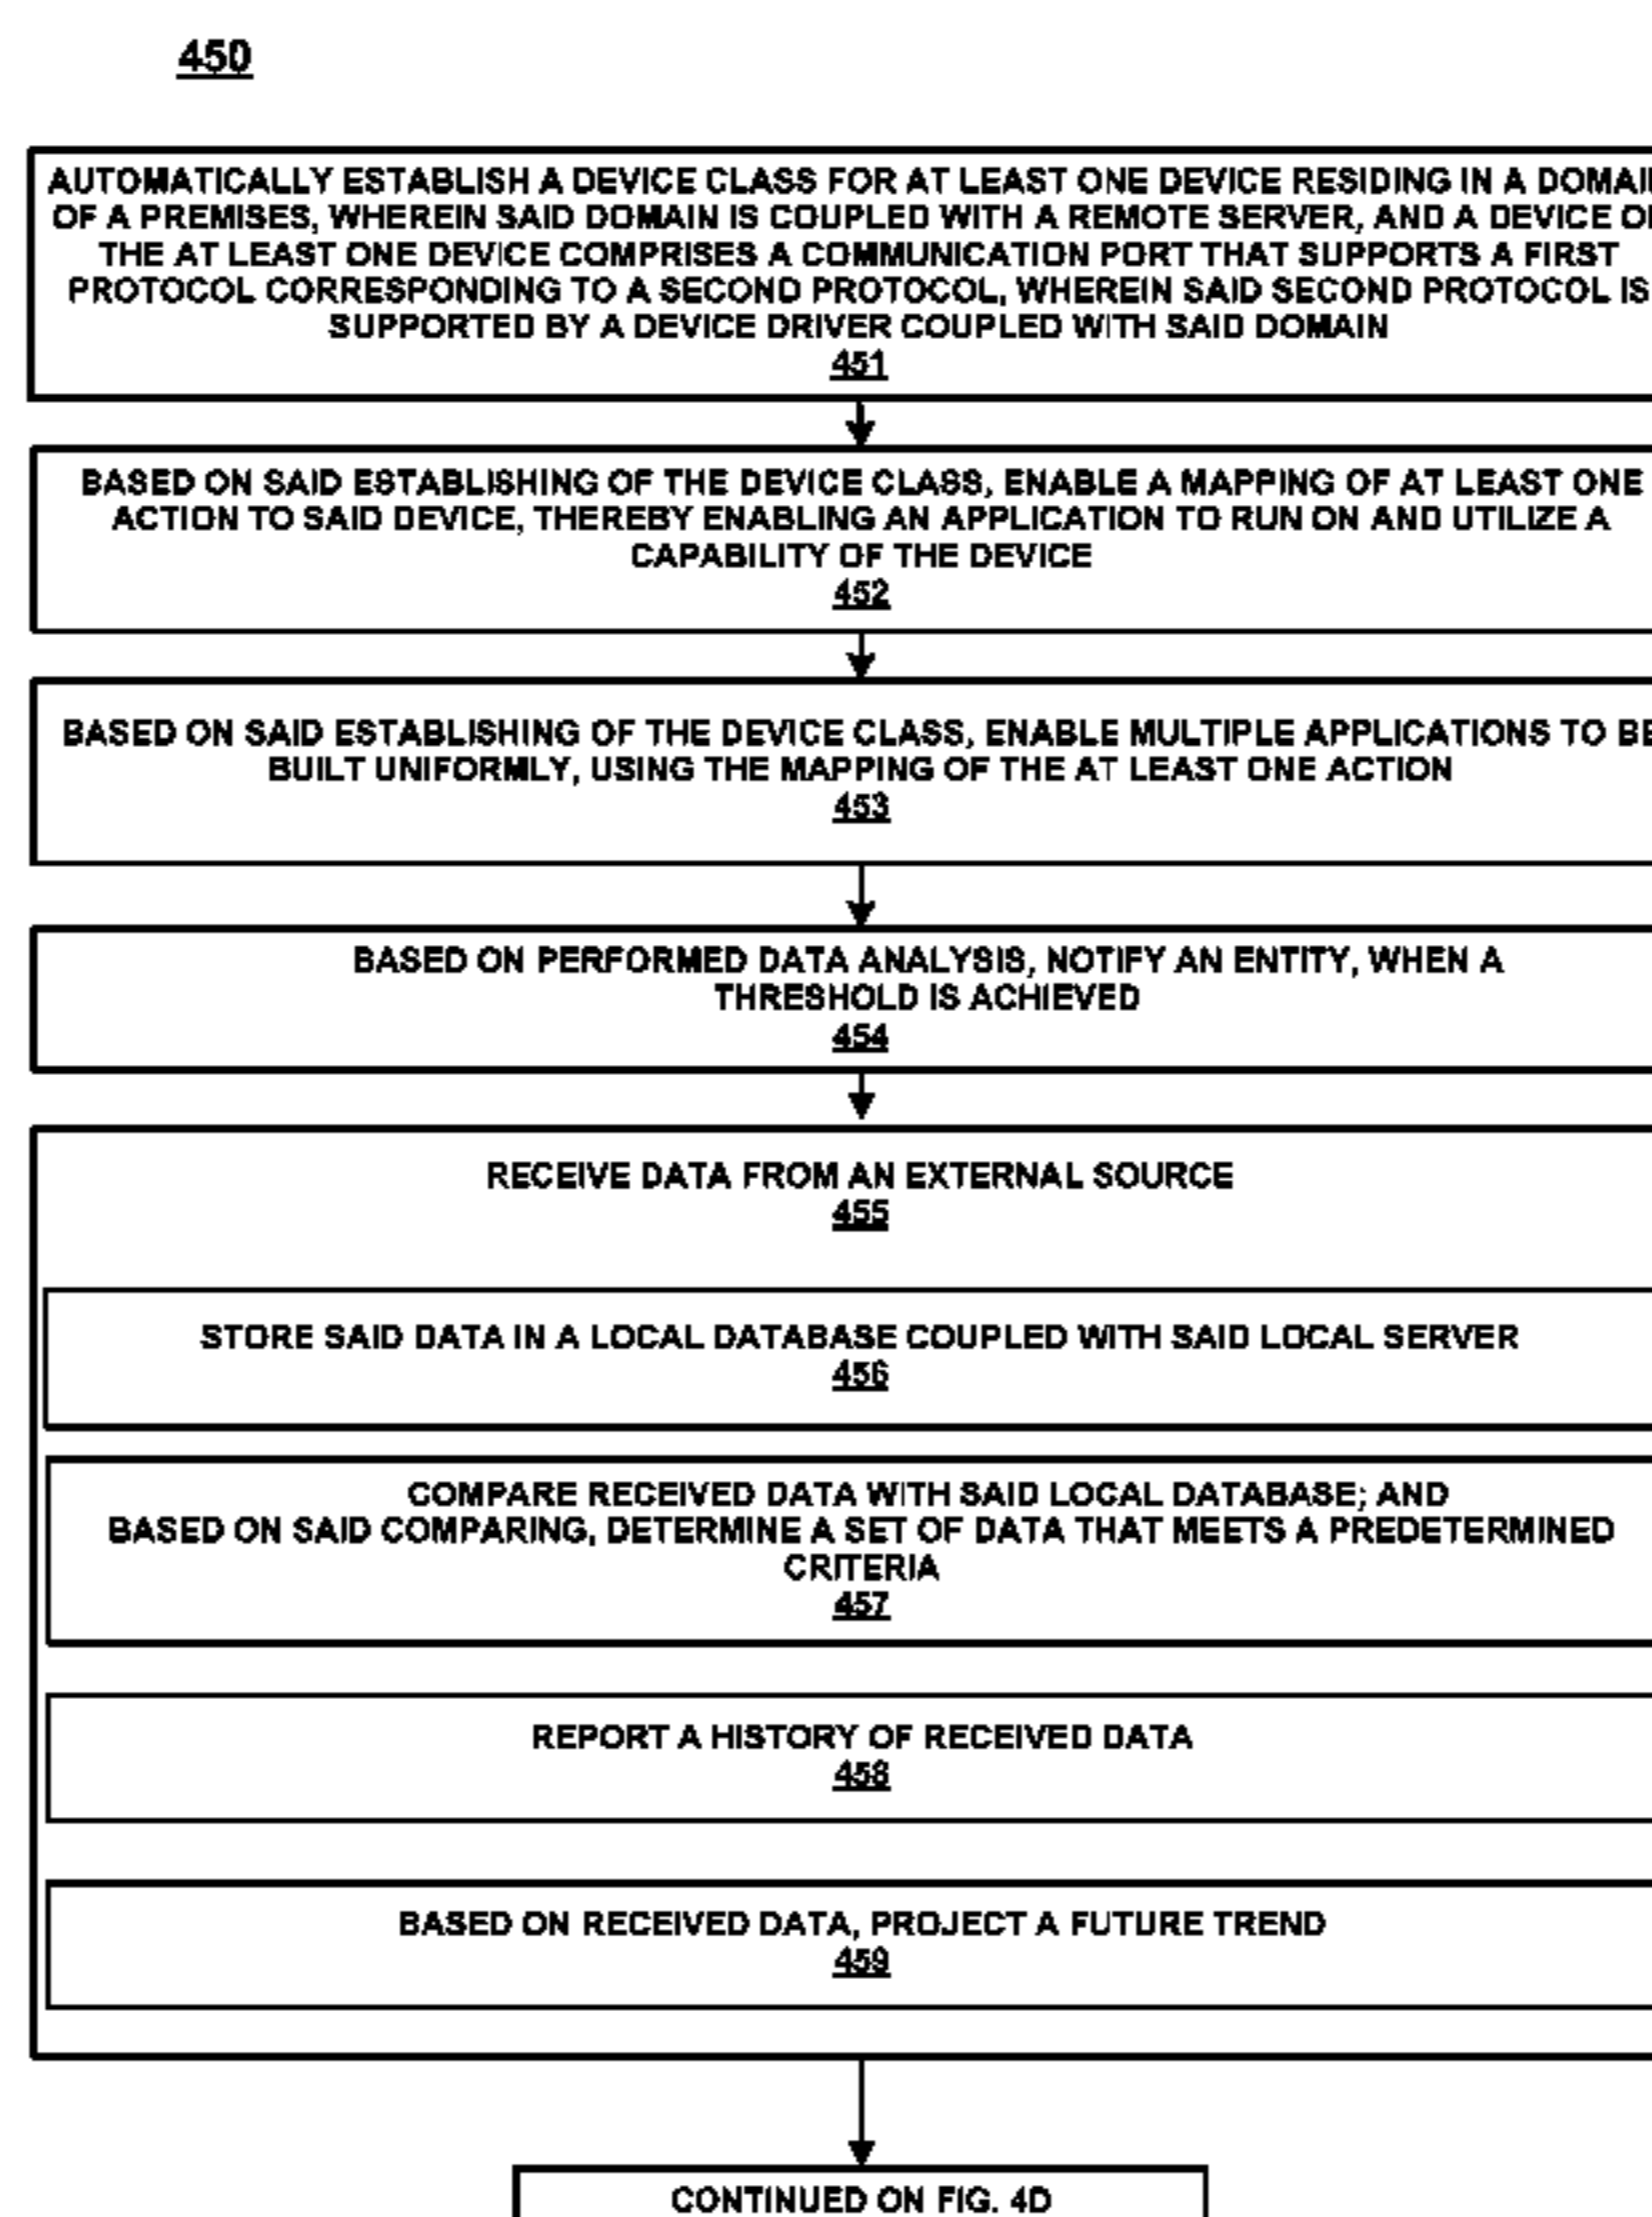 450
AUTOMATICALLY ESTABLISH A DEVICE CLASS FOR AT LEAST ONE DEVICE RESIDING IN A DOMAIN
OF A PREMISES, WHEREIN SAID DOMAIN IS COUPLED WITH A REMOTE SERVER, AND A DEVICE OF
THE AT LEAST ONE DEVICE COMPRISES A COMMUNICATION PORT THAT SUPPORTS A FIRST
PROTOCOL CORRESPONDING TO A SECOND PROTOCOL, WHEREIN SAID SECOND PROTOCOL IS
SUPPORTED BY A DEVICE DRIVER COUPLED WITH SAID DOMAIN
451
BASED ON SAID ESTABLISHING OF THE DEVICE CLASS, ENABLE A MAPPING OF AT LEAST ONE
ACTION TO SAID DEVICE, THEREBY ENABLING AN APPLICATION TO RUN ON AND UTILIZE A
CAPABILITY OF THE DEVICE
452
BASED ON SAID ESTABLISHING OF THE DEVICE CLASS, ENABLE MULTIPLE APPLICATIONS TO BE
BUILT UNIFORMLY, USING THE MAPPING OF THE AT LEAST ONE ACTION
453
BASED ON PERFORMED DATA ANALYSIS, NOTIFY AN ENTITY, WHEN A
THRESHOLD IS ACHIEVED
454
RECEIVE DATA FROM AN EXTERNAL SOURCE
455
STORE SAID DATA IN A LOCAL DATABASE COUPLED WITH SAID LOCAL SERVER
456
COMPARE RECEIVED DATA WITH SAID LOCAL DATABASE; AND
BASED ON SAID COMPARING, DETERMINE A SET OF DATA THAT MEETS A PREDETERMINED
CRITERIA
457
REPORT A HISTORY OF RECEIVED DATA
458
BASED ON RECEIVED DATA, PROJECT A FUTURE TREND
459
CONTINUED ON FIG. 4D